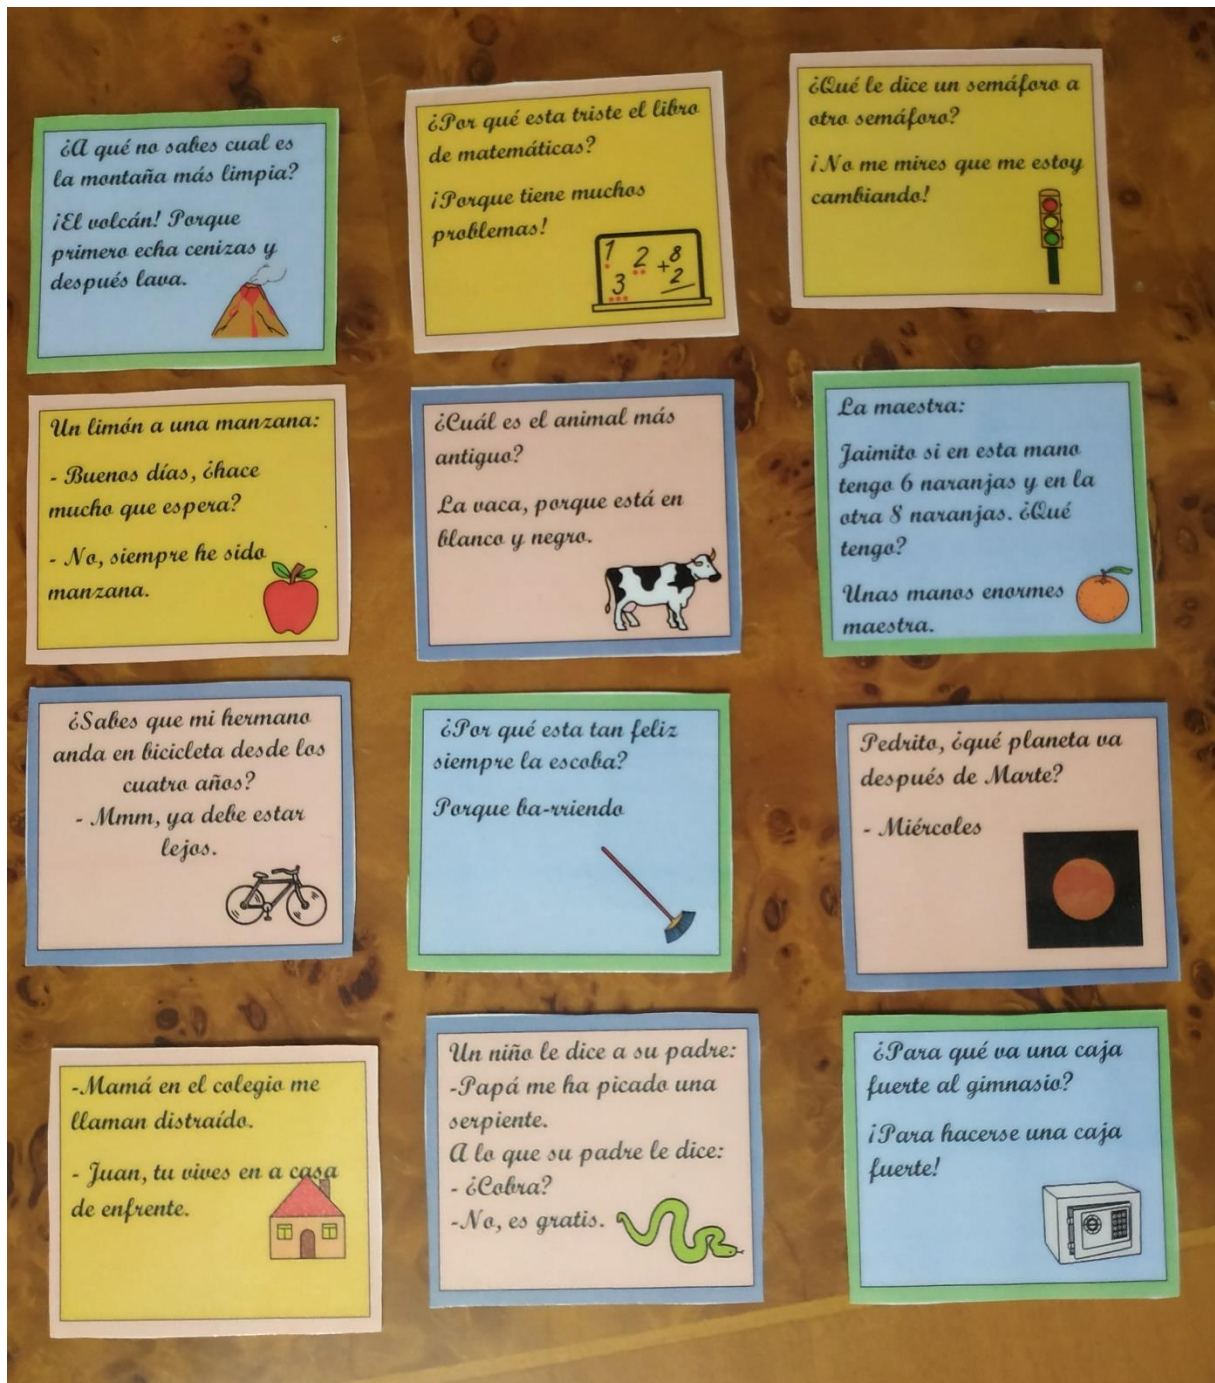 ¿A qué no sabes cual es
la montaña más limpia?
¡El volcán! Porque
primero echa cenizas y
después lava.
¿Por qué esta triste el libro
de matemáticas?
¡Porque tiene muchos
problemas!
1 2 +8
3 2
¿Qué le dice un semáforo a
otro semáforo?
¡No me mires que me estoy
cambiando!
Un limón a una manzana:
- Buenos días, ¿hace
mucho que espera?
- No, siempre he sido
manzana.
¿Cuál es el animal más
antiguo?
La vaca, porque está en
blanco y negro.
La maestra:
Jaimito si en esta mano
tengo 6 naranjas y en la
otra 8 naranjas. ¿Qué
tengo?
Unas manos enormes
maestra.
¿Sabes que mi hermano
anda en bicicleta desde los
cuatro años?
- Mmm, ya debe estar
lejos.
¿Por qué esta tan feliz
siempre la escoba?
Porque ba-rriendo
Pedrito, ¿qué planeta va
después de Marte?
- Miércoles
-Mamá en el colegio me
llaman distraído.
- Juan, tu vives en a casa
de enfrente.
Un niño le dice a su padre:
-Papá me ha picado una
serpiente.
A lo que su padre le dice:
- ¿Cobra?
-No, es gratis.
¿Para qué va una caja
fuerte al gimnasio?
¡Para hacerse una caja
fuerte!